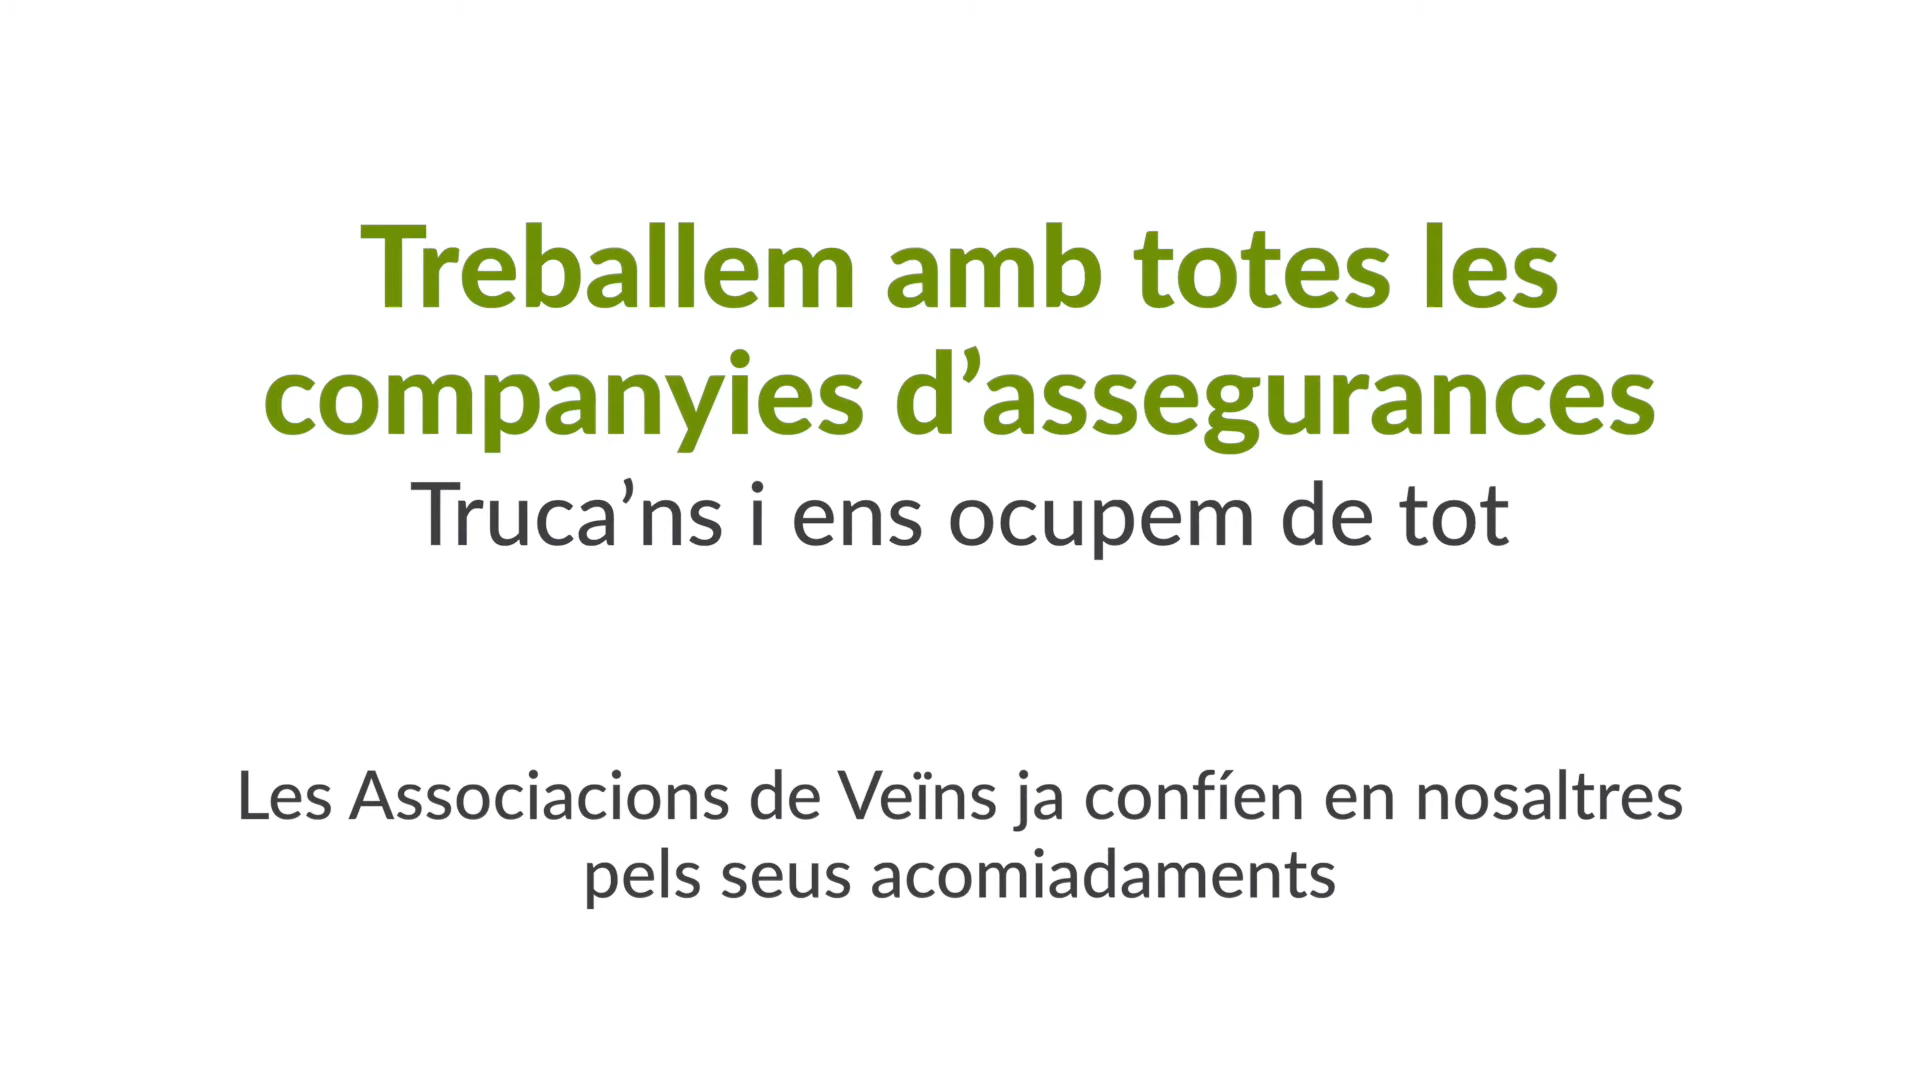 Treballem amb totes les
companyies d’assegurances
Truca’ns i ens ocupem de tot
Les Associacions de Veïns ja confíen en nosaltres
pels seus acomiadaments